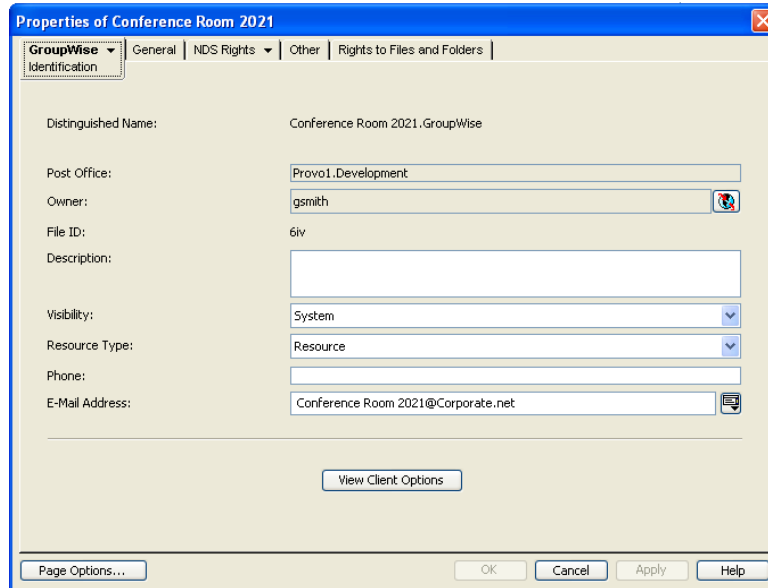 Properties of Conference Room 2021
GroupWise General NDS Rights Other Rights to Files and Folders
Identification
Distinguished Name: Conference Room 2021.GroupWise
Post Office: Provo1.Development
Owner: gsmith
File ID: 6iv
Description:
Visibility: System
Resource Type: Resource
Phone:
E-Mail Address: Conference Room 2021@Corporate.net
View Client Options
Page Options... OK Cancel Apply Help